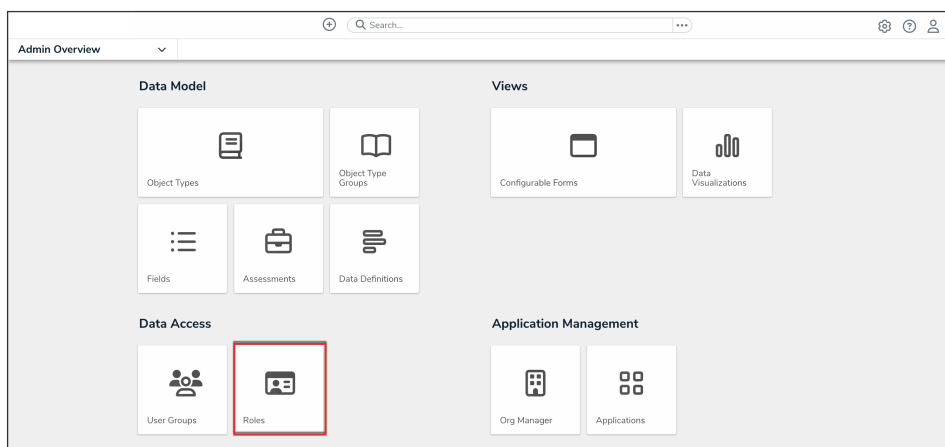 Search...
Admin Overview
Data Model
Views
Object Types
Object Type
Groups
Configurable Forms
Data
Visualizations
Fields
Assessments
Data Definitions
Data Access
Application Management
User Groups
Roles
Org Manager
Applications